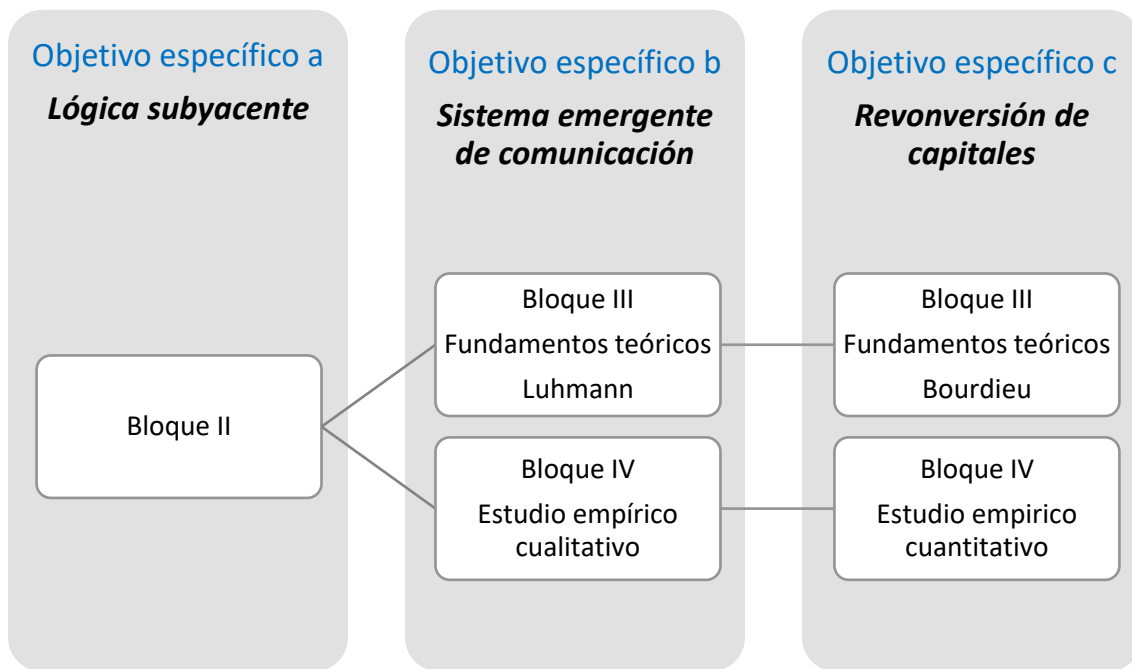 Objetivo específico a
Lógica subyacente
Bloque II
Objetivo específico b
Sistema emergente
de comunicación
Bloque III
Fundamentos teóricos
Luhmann
Bloque IV
Estudio empírico
cualitativo
Objetivo específico c
Revonversión de
capitales
Bloque III
Fundamentos teóricos
Bourdieu
Bloque IV
Estudio empirico
cuantitativo